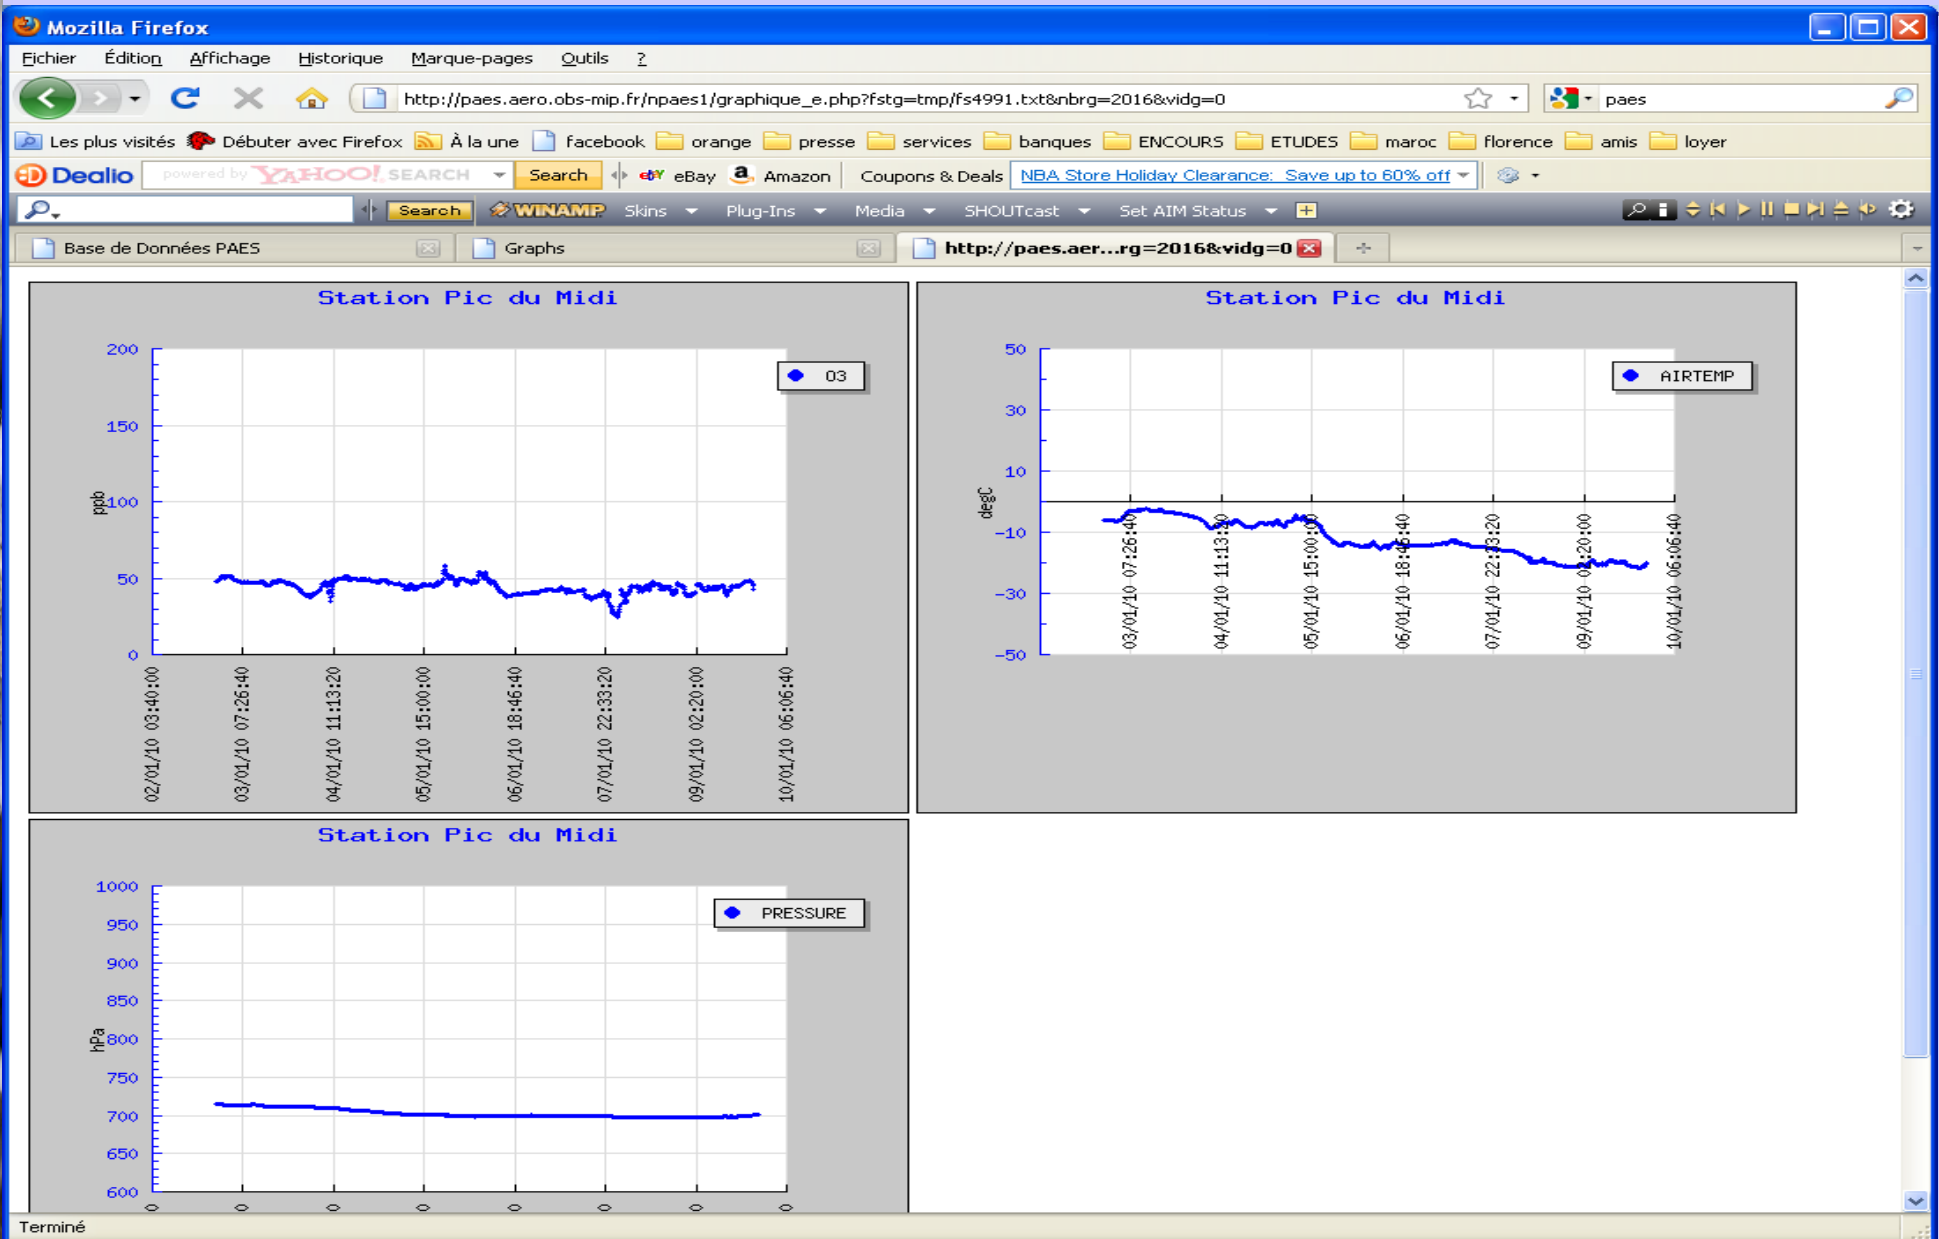 Mozilla Firefox
Fichier Édition Affichage Historique Marque-pages Outils ?
http://paes.aero.obs-mip.fr/npaes1/graphique_e.php?fstg=tmp/fs4991.txt&nbrg=2016&vidg=0 paes
Les plus visités Débuter avec Firefox À la une facebook orange presse services banques ENCOURS ETUDES maroc florence amis loyer
Dealio powered by YAHOO! SEARCH Search eBay Amazon Coupons & Deals NBA Store Holiday Clearance: Save up to 60% off
Search WINAMP Skins Plug-Ins Media SHOUTcast Set AIM Status
Base de Données PAES Graphs http://paes.aer...rg=2016&vidg=0
Station Pic du Midi
200
150
100
50
0
ppb
O3
02/01/10 03:40:00
03/01/10 07:26:40
04/01/10 11:13:20
05/01/10 15:00:00
06/01/10 18:46:40
07/01/10 22:33:20
09/01/10 02:20:00
10/01/10 06:06:40
Station Pic du Midi
50
30
10
-10
-30
-50
degC
AIRTEMP
03/01/10 07:26:40
04/01/10 11:13:20
05/01/10 15:00:00
06/01/10 18:46:40
07/01/10 22:33:20
09/01/10 02:20:00
10/01/10 06:06:40
Station Pic du Midi
1000
950
900
850
800
750
700
650
600
hPa
PRESSURE
0 0 0 0 0 0 0 0
Terminé